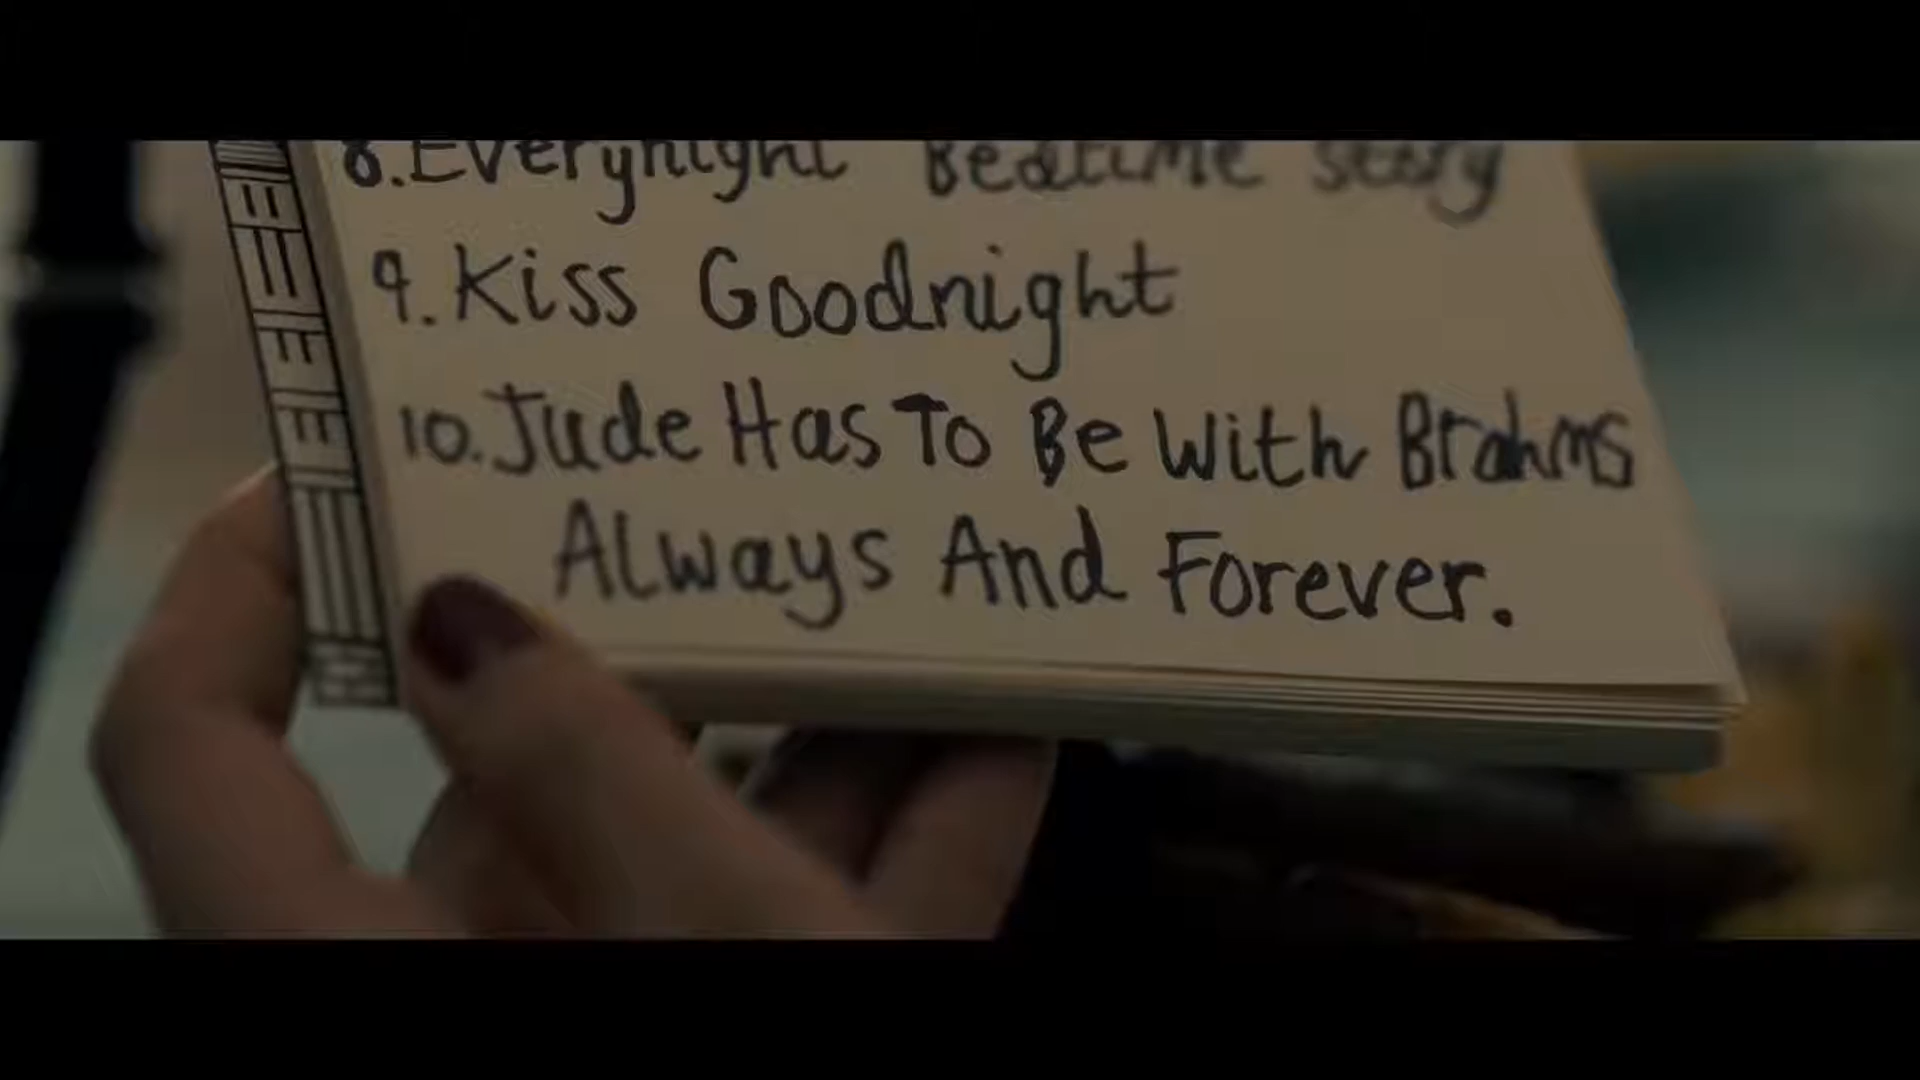 8.Everynight Bedtime story
9.Kiss Goodnight
10.Jude Has To Be With Brahms
Always And Forever.